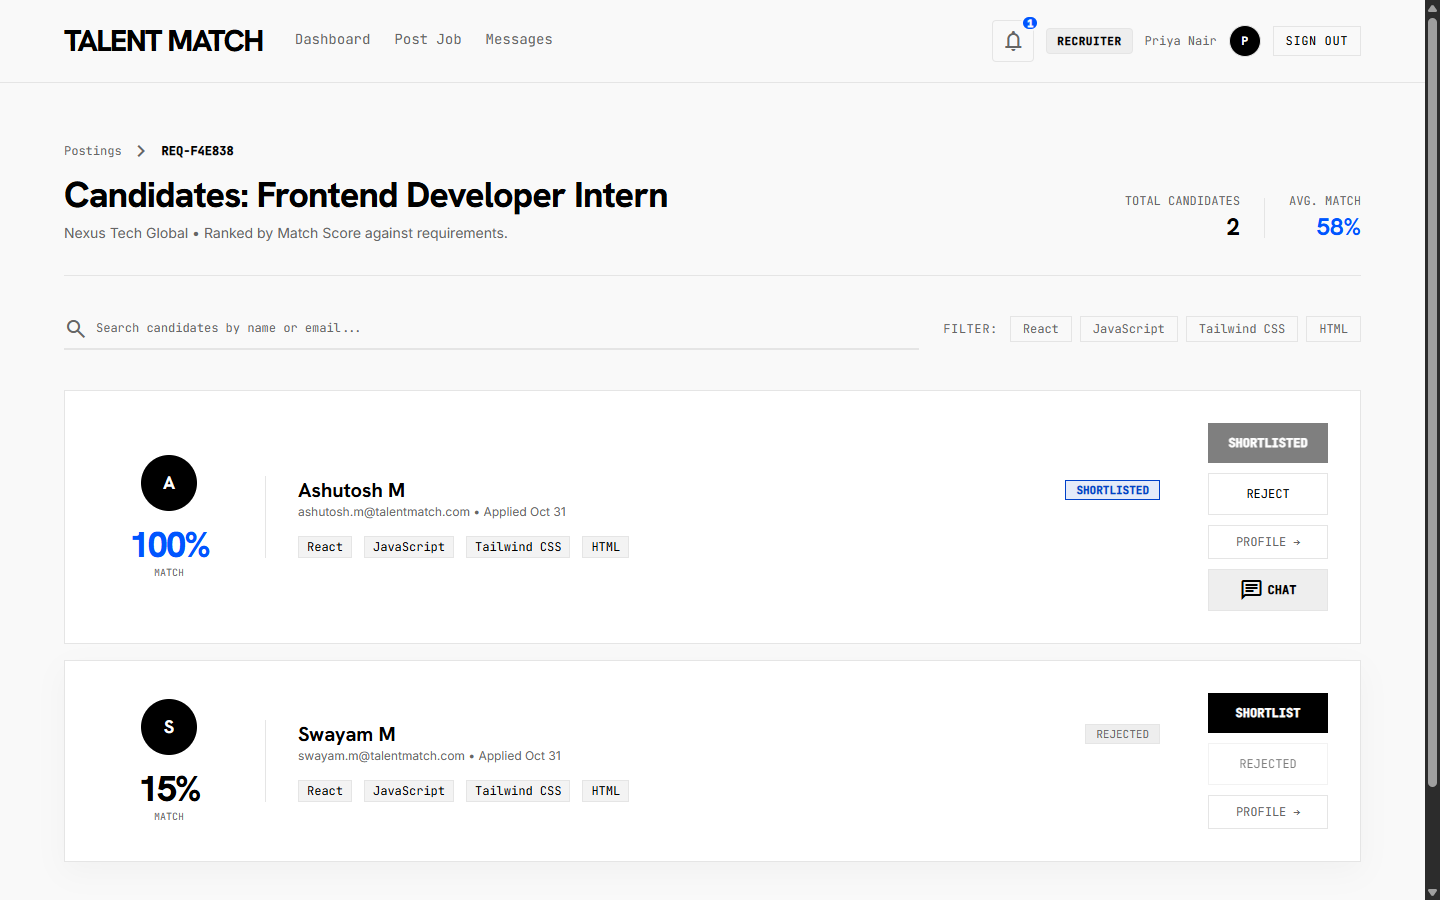 TALENT MATCH
Dashboard
Post Job
Messages
1
RECRUITER
Priya Nair
P
SIGN OUT
Postings
REQ-F4E838
Candidates: Frontend Developer Intern
Nexus Tech Global • Ranked by Match Score against requirements.
TOTAL CANDIDATES
2
AVG. MATCH
58%
Search candidates by name or email...
FILTER:
React
JavaScript
Tailwind CSS
HTML
A
100%
MATCH
Ashutosh M
ashutosh.m@talentmatch.com • Applied Oct 31
React
JavaScript
Tailwind CSS
HTML
SHORTLISTED
SHORTLISTED
REJECT
PROFILE →
CHAT
S
15%
MATCH
Swayam M
swayam.m@talentmatch.com • Applied Oct 31
React
JavaScript
Tailwind CSS
HTML
REJECTED
SHORTLIST
REJECTED
PROFILE →